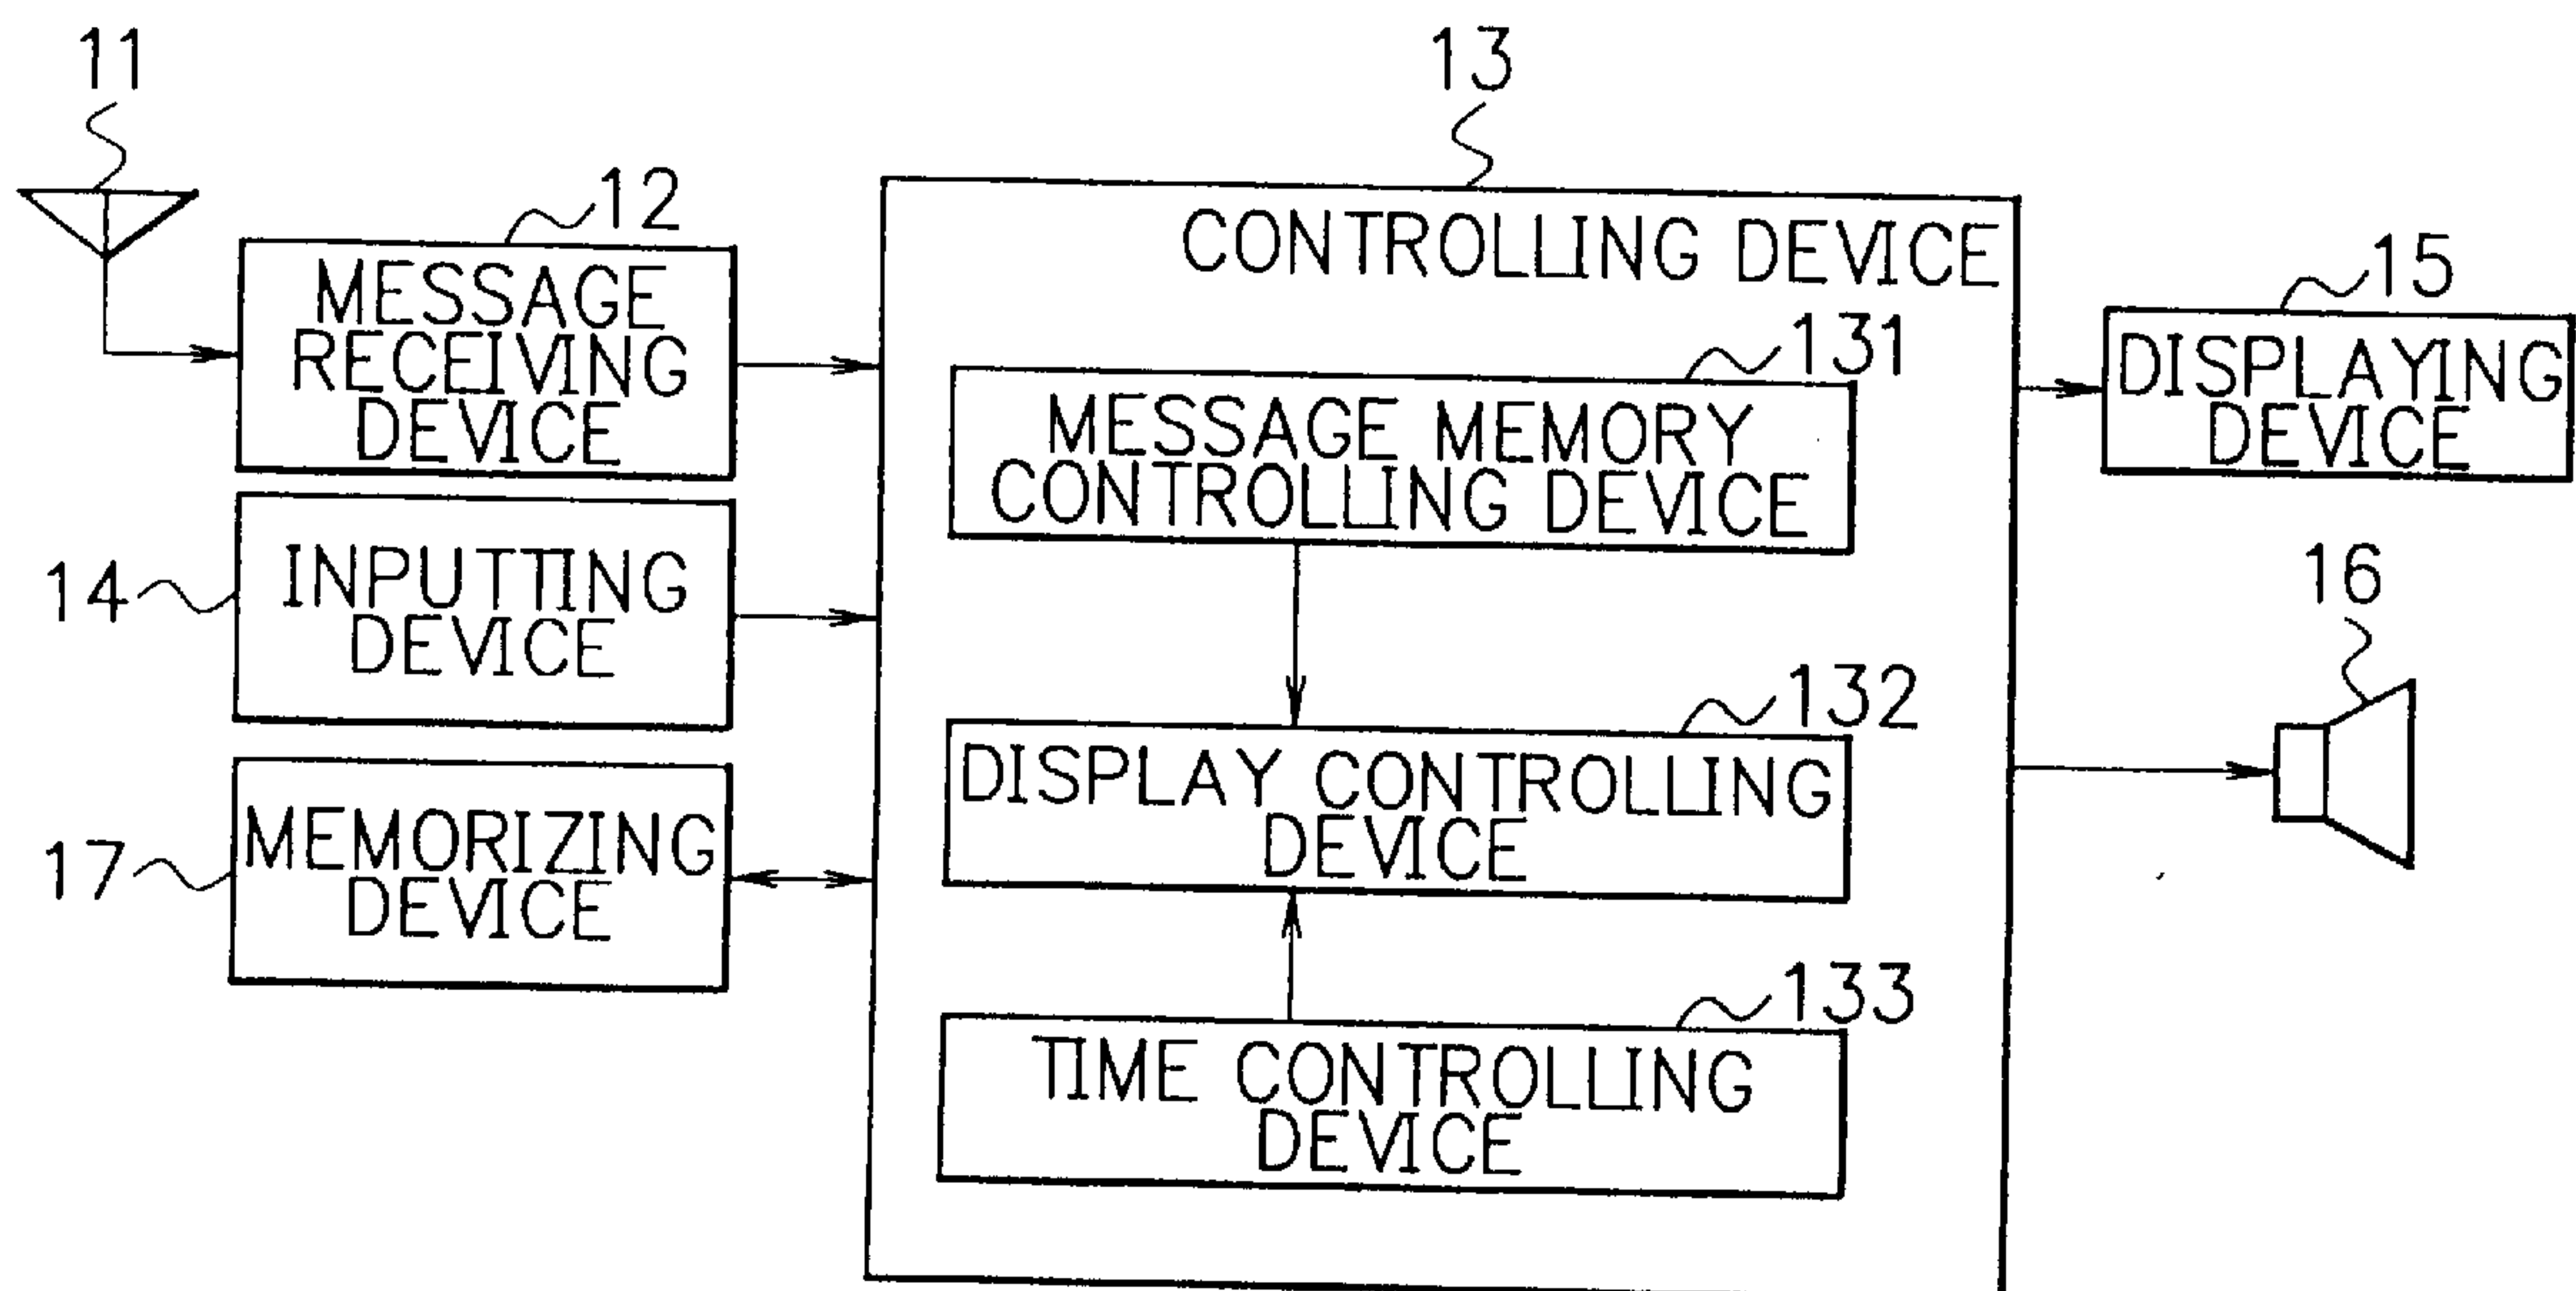 11
12
MESSAGE
RECEIVING
DEVICE
14
INPUTTING
DEVICE
17
MEMORIZING
DEVICE
13
CONTROLLING DEVICE
131
MESSAGE MEMORY
CONTROLLING DEVICE
132
DISPLAY CONTROLLING
DEVICE
133
TIME CONTROLLING
DEVICE
15
DISPLAYING
DEVICE
16